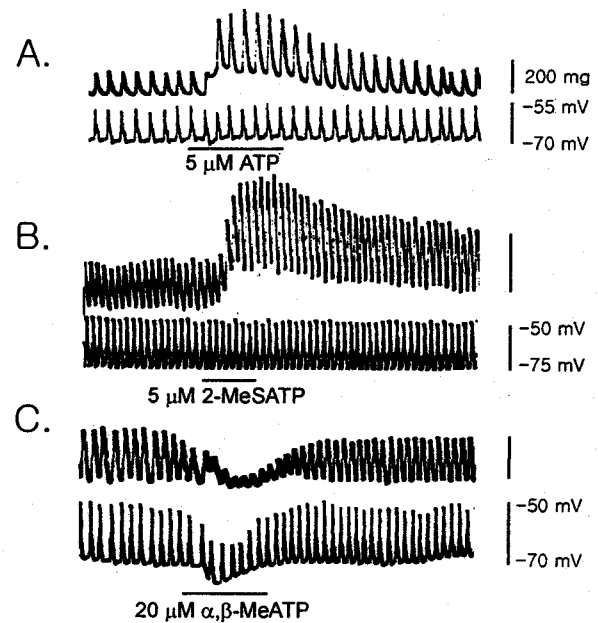 A.
200 mg
-55 mV
-70 mV
5 μM ATP
B.
-50 mV
-75 mV
5 μM 2-MeSATP
C.
-50 mV
-70 mV
20 μM α,β-MeATP